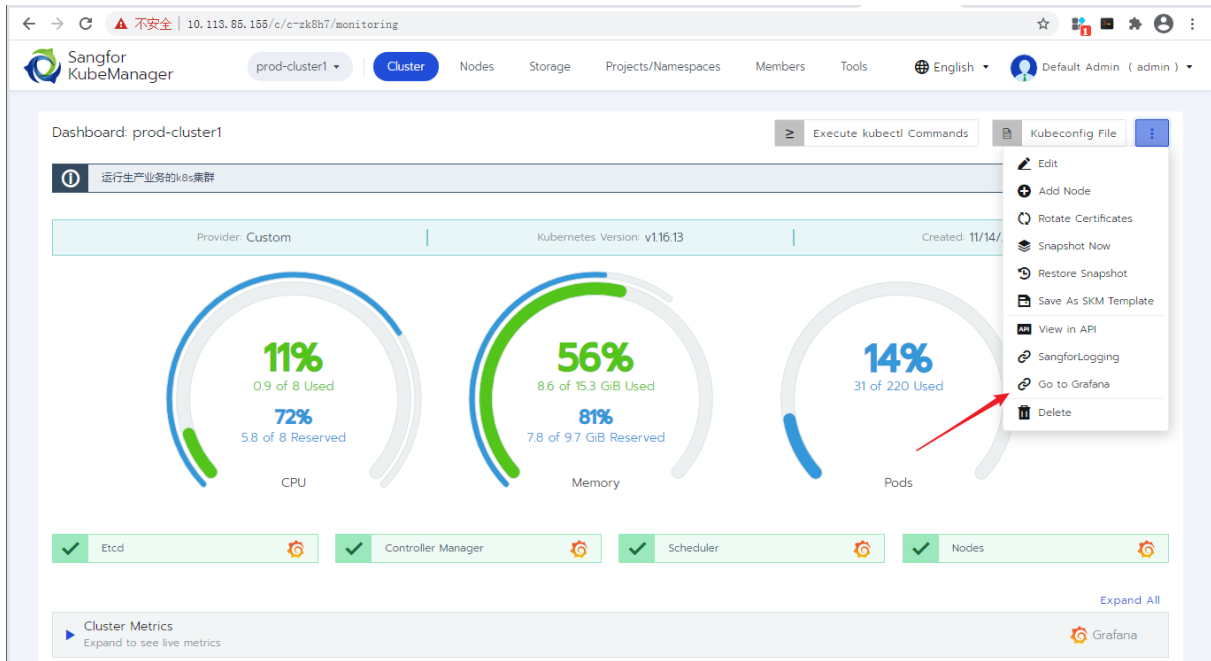 不安全 | 10.113.85.155/c/c-zk8h7/monitoring
1
Sangfor
KubeManager
prod-cluster1
Cluster
Nodes
Storage
Projects/Namespaces
Members
Tools
English
Default Admin ( admin )
Dashboard: prod-cluster1
≥ Execute kubectl Commands
Kubeconfig File
运行生产业务的k8s集群
Edit
Add Node
Rotate Certificates
Snapshot Now
Restore Snapshot
Save As SKM Template
API View in API
SangforLogging
Go to Grafana
Delete
Provider: Custom
Kubernetes Version: v1.16.13
Created: 11/14/
11%
0.9 of 8 Used
72%
5.8 of 8 Reserved
CPU
56%
8.6 of 15.3 GiB Used
81%
7.8 of 9.7 GiB Reserved
Memory
14%
31 of 220 Used
Pods
Etcd
Controller Manager
Scheduler
Nodes
Expand All
Cluster Metrics
Expand to see live metrics
Grafana